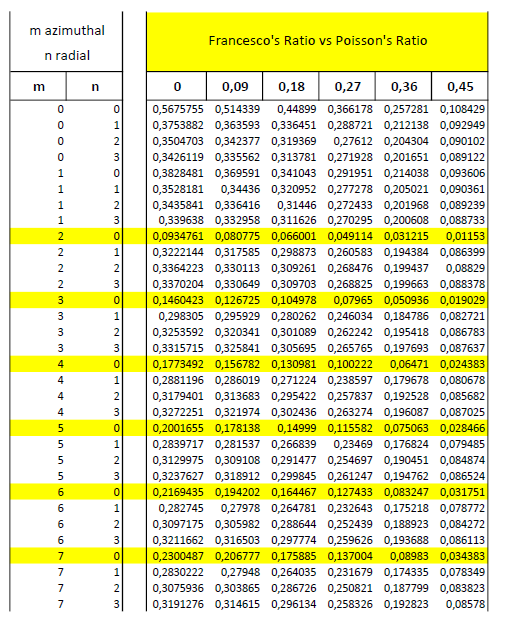 m azimuthal
n radial
Francesco's Ratio vs Poisson's Ratio
m n 0 0,09 0,18 0,27 0,36 0,45
0 0 0,5675755 0,514339 0,44899 0,366178 0,257281 0,108429
0 1 0,3753882 0,363593 0,336451 0,288721 0,212138 0,092949
0 2 0,3504703 0,342377 0,319369 0,27612 0,204304 0,090102
0 3 0,3426119 0,335562 0,313781 0,271928 0,201651 0,089122
1 0 0,3828481 0,369591 0,341043 0,291951 0,214038 0,093606
1 1 0,3528181 0,34436 0,320952 0,277278 0,205021 0,090361
1 2 0,3435841 0,336416 0,31446 0,272433 0,201968 0,089239
1 3 0,339638 0,332958 0,311626 0,270295 0,200608 0,088733
2 0 0,0934761 0,080775 0,066001 0,049114 0,031215 0,01153
2 1 0,3222144 0,317585 0,298873 0,260583 0,194384 0,086399
2 2 0,3364223 0,330113 0,309261 0,268476 0,199437 0,08829
2 3 0,3370204 0,330649 0,309703 0,268825 0,199663 0,088378
3 0 0,1460423 0,126725 0,104978 0,07965 0,050936 0,019029
3 1 0,298305 0,295929 0,280262 0,246034 0,184786 0,082721
3 2 0,3253592 0,320341 0,301089 0,262242 0,195418 0,086783
3 3 0,3315715 0,325841 0,305695 0,265765 0,197693 0,087637
4 0 0,1773492 0,156782 0,130981 0,100222 0,06471 0,024383
4 1 0,2881196 0,286019 0,271224 0,238597 0,179678 0,080678
4 2 0,3179401 0,313683 0,295422 0,257837 0,192528 0,085682
4 3 0,3272251 0,321974 0,302436 0,263274 0,196087 0,087025
5 0 0,2001655 0,178138 0,14999 0,115582 0,075063 0,028466
5 1 0,2839717 0,281537 0,266839 0,23469 0,176824 0,079485
5 2 0,3129975 0,309108 0,291477 0,254697 0,190451 0,084874
5 3 0,3237627 0,318912 0,299845 0,261247 0,194762 0,086524
6 0 0,2169435 0,194202 0,164467 0,127433 0,083247 0,031751
6 1 0,282745 0,27978 0,264781 0,232643 0,175218 0,078772
6 2 0,3097175 0,305982 0,288644 0,252439 0,188923 0,084272
6 3 0,3211662 0,316503 0,297774 0,259626 0,193688 0,086113
7 0 0,2300487 0,206777 0,175885 0,137004 0,08983 0,034383
7 1 0,2830222 0,27948 0,264035 0,231679 0,174335 0,078349
7 2 0,3075936 0,303865 0,286726 0,250821 0,187799 0,083823
7 3 0,3191276 0,314615 0,296134 0,258326 0,192823 0,08578